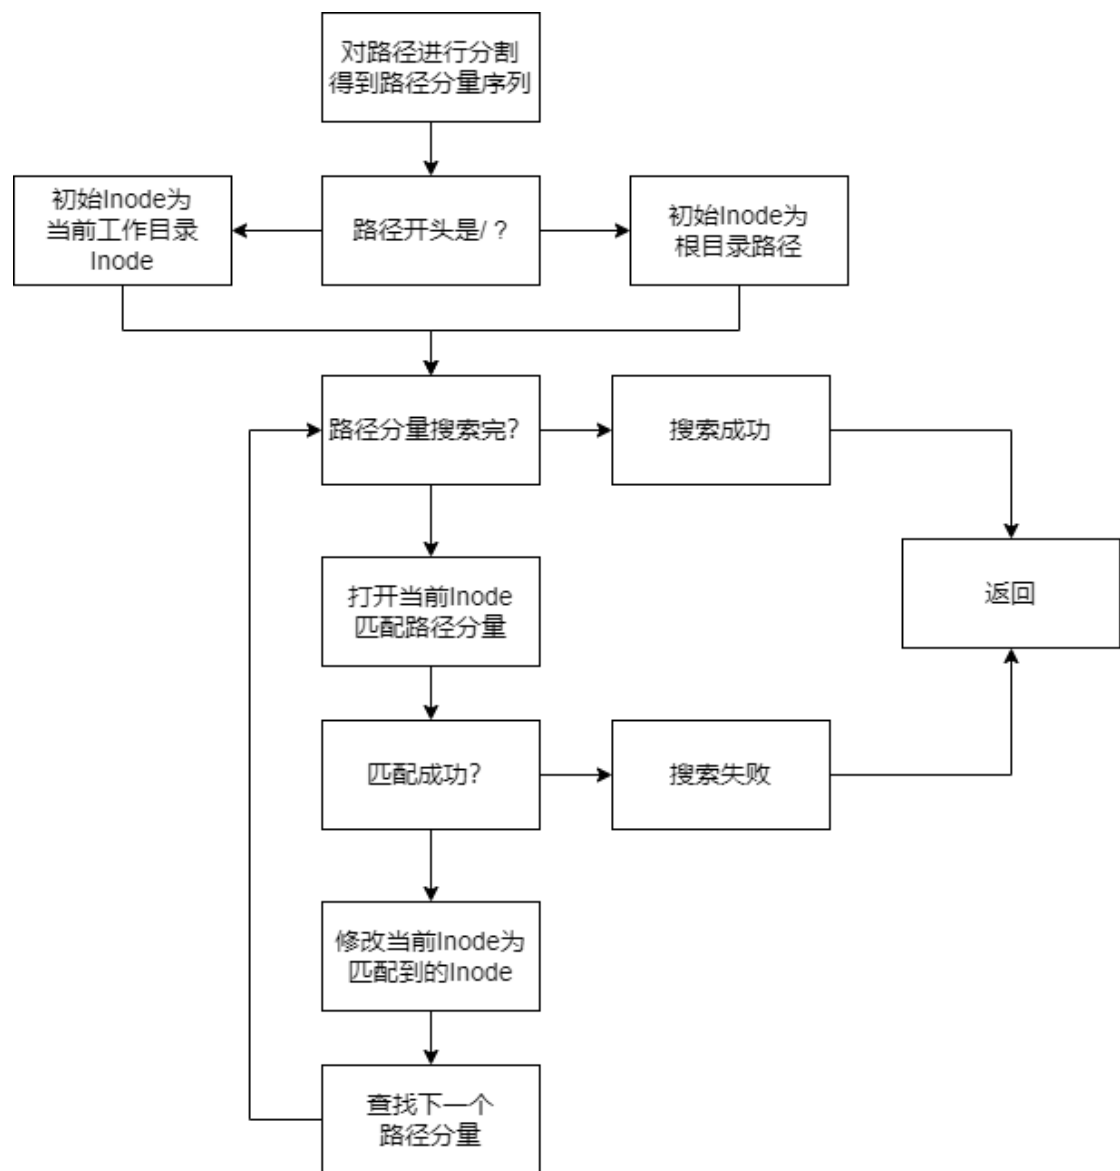 对路径进行分割
得到路径分量序列
初始Inode为
当前工作目录
Inode
路径开头是/ ?
初始Inode为
根目录路径
路径分量搜索完?
搜索成功
打开当前Inode
匹配路径分量
返回
匹配成功?
搜索失败
修改当前Inode为
匹配到的Inode
查找下一个
路径分量